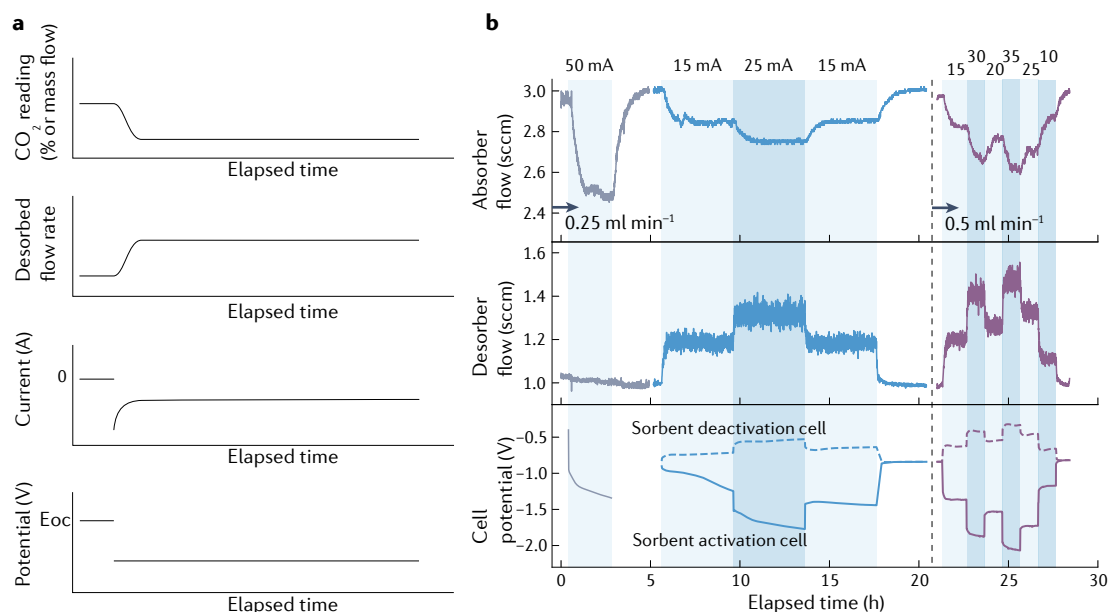 a
CO2 reading
(% or mass flow)
Elapsed time
Desorbed
flow rate
Elapsed time
Current (A)
0
Elapsed time
Potential (V)
Eoc
Elapsed time
b
50 mA
15 mA
25 mA
15 mA
15
30
20
35
25
10
Absorber
flow (sccm)
3.0
2.8
2.6
2.4
0.25 ml min–1
0.5 ml min–1
Desorber
flow (sccm)
1.6
1.4
1.2
1.0
Cell
potential (V)
–0.5
–1.0
–1.5
–2.0
Sorbent deactivation cell
Sorbent activation cell
0
5
10
15
20
25
30
Elapsed time (h)